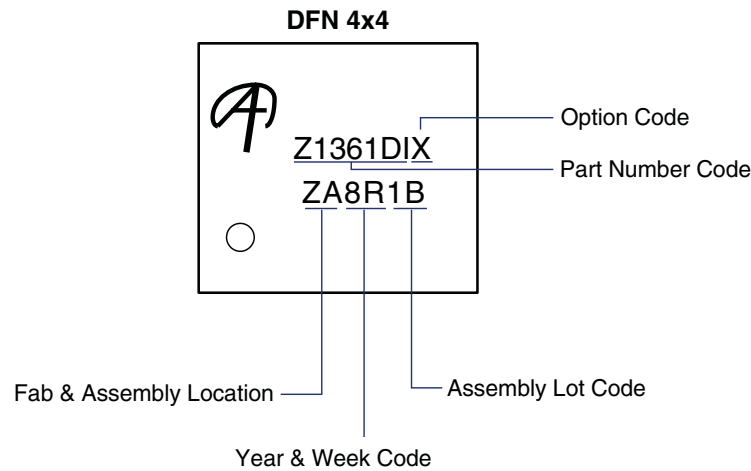 DFN 4x4
Z1361DIX
ZA8R1B
Option Code
Part Number Code
Fab & Assembly Location
Assembly Lot Code
Year & Week Code